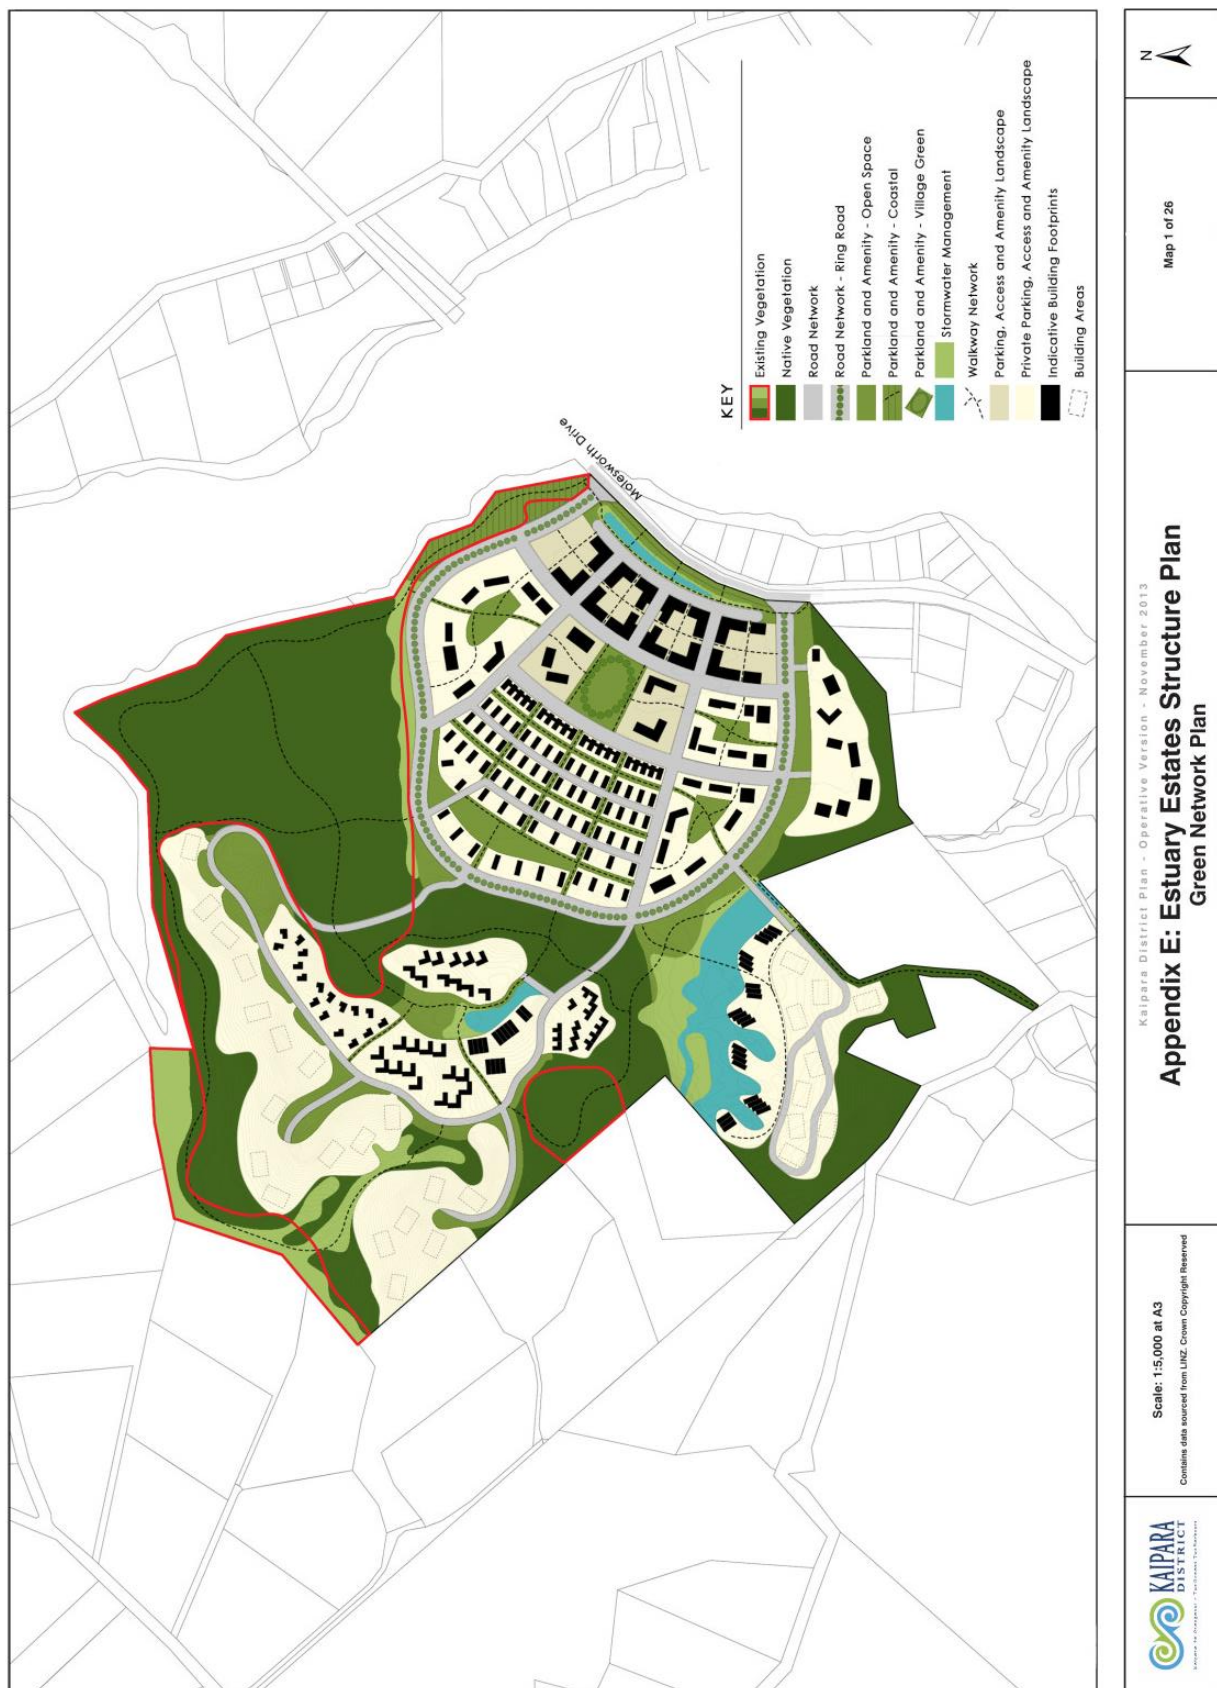 KEY
Existing Vegetation
Native Vegetation
Road Network
Road Network - Ring Road
Parkland and Amenity - Open Space
Parkland and Amenity - Coastal
Parkland and Amenity - Village Green
Stormwater Management
Walkway Network
Parking, Access and Amenity Landscape
Private Parking, Access and Amenity Landscape
Indicative Building Footprints
Building Areas
Molesworth Drive
KAIPARA
DISTRICT
Scale: 1:5,000 at A3
Contains data sourced from LINZ. Crown Copyright Reserved
Kaipara District Plan - Operative Version - November 2013
Appendix E: Estuary Estates Structure Plan
Green Network Plan
Map 1 of 26
N